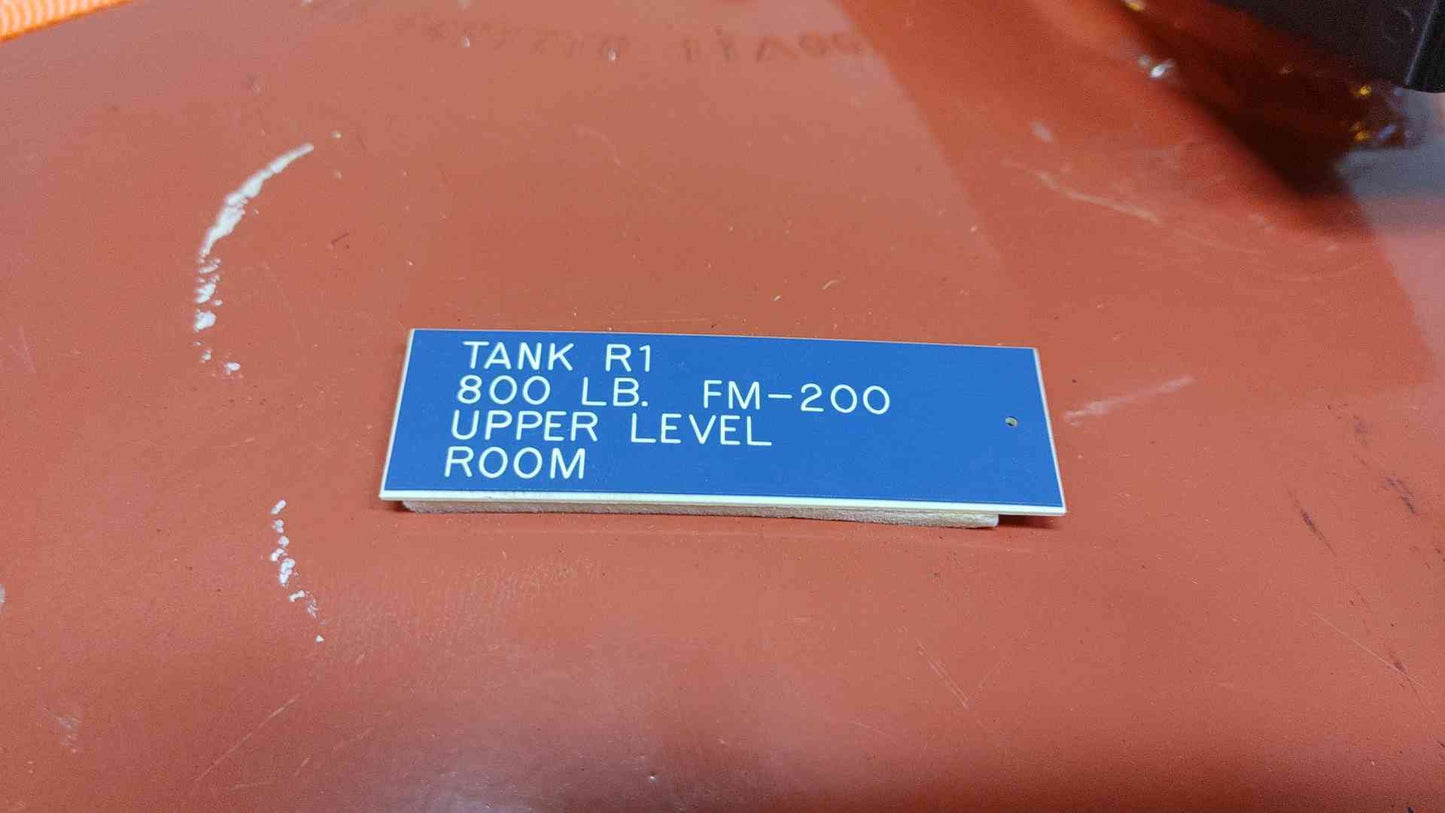 TANK R1
800 LB. FM-200
UPPER LEVEL
ROOM